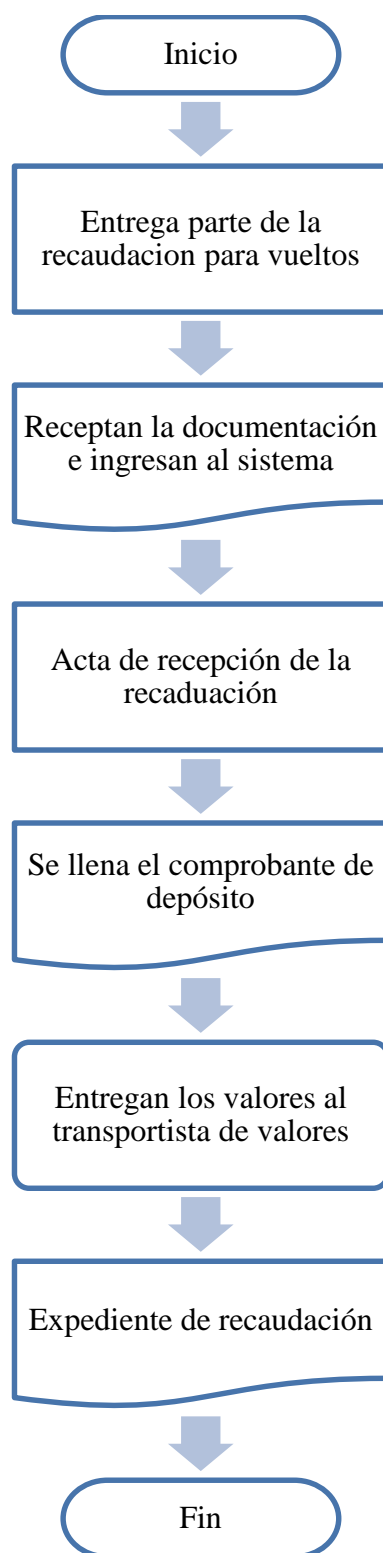 Inicio
Entrega parte de la
recaudacion para vueltos
Receptan la documentación
e ingresan al sistema
Acta de recepción de la
recaduación
Se llena el comprobante de
depósito
Entregan los valores al
transportista de valores
Expediente de recaudación
Fin